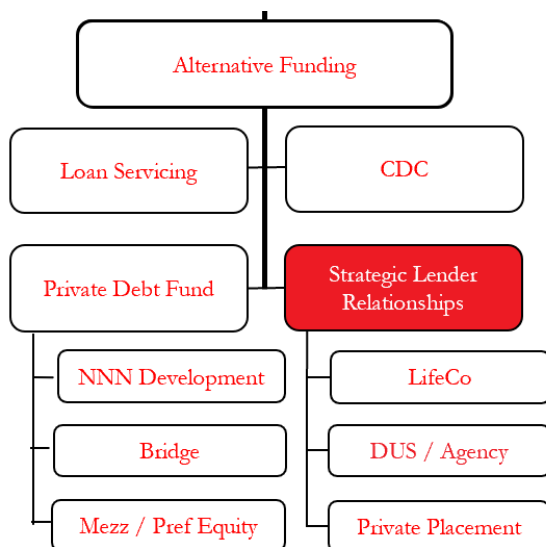 Alternative Funding
Loan Servicing
CDC
Private Debt Fund
Strategic Lender
Relationships
NNN Development
LifeCo
Bridge
DUS / Agency
Mezz / Pref Equity
Private Placement